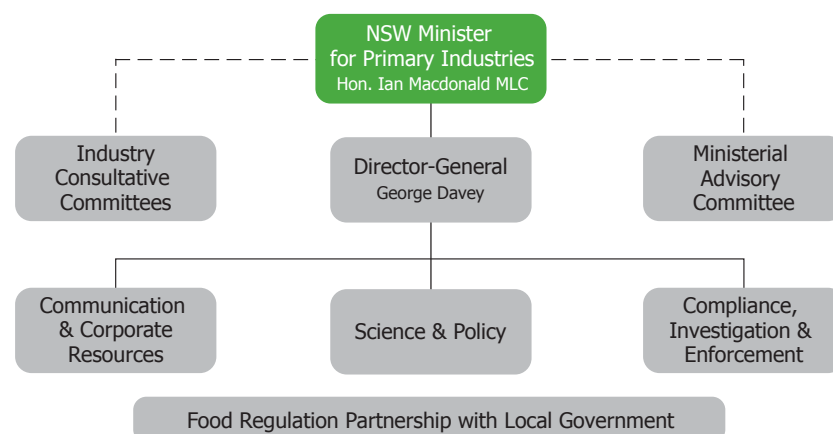 NSW Minister
for Primary Industries
Hon. Ian Macdonald MLC
Industry
Consultative
Committees
Director-General
George Davey
Ministerial
Advisory
Committee
Communication
& Corporate
Resources
Science & Policy
Compliance,
Investigation &
Enforcement
Food Regulation Partnership with Local Government